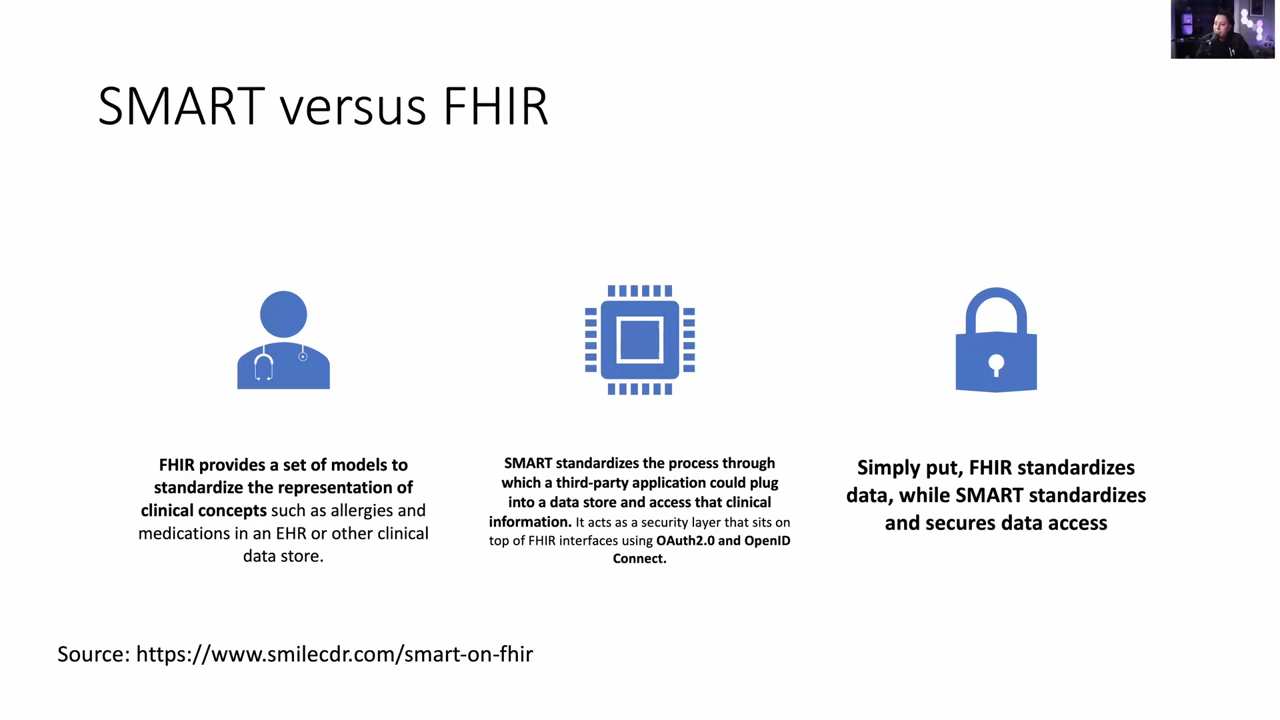 SMART versus FHIR
FHIR provides a set of models to
standardize the representation of
clinical concepts such as allergies and
medications in an EHR or other clinical
data store.
SMART standardizes the process through
which a third-party application could plug
into a data store and access that clinical
information. It acts as a security layer that sits on
top of FHIR interfaces using OAuth2.0 and OpenID
Connect.
Simply put, FHIR standardizes
data, while SMART standardizes
and secures data access
Source: https://www.smilecdr.com/smart-on-fhir